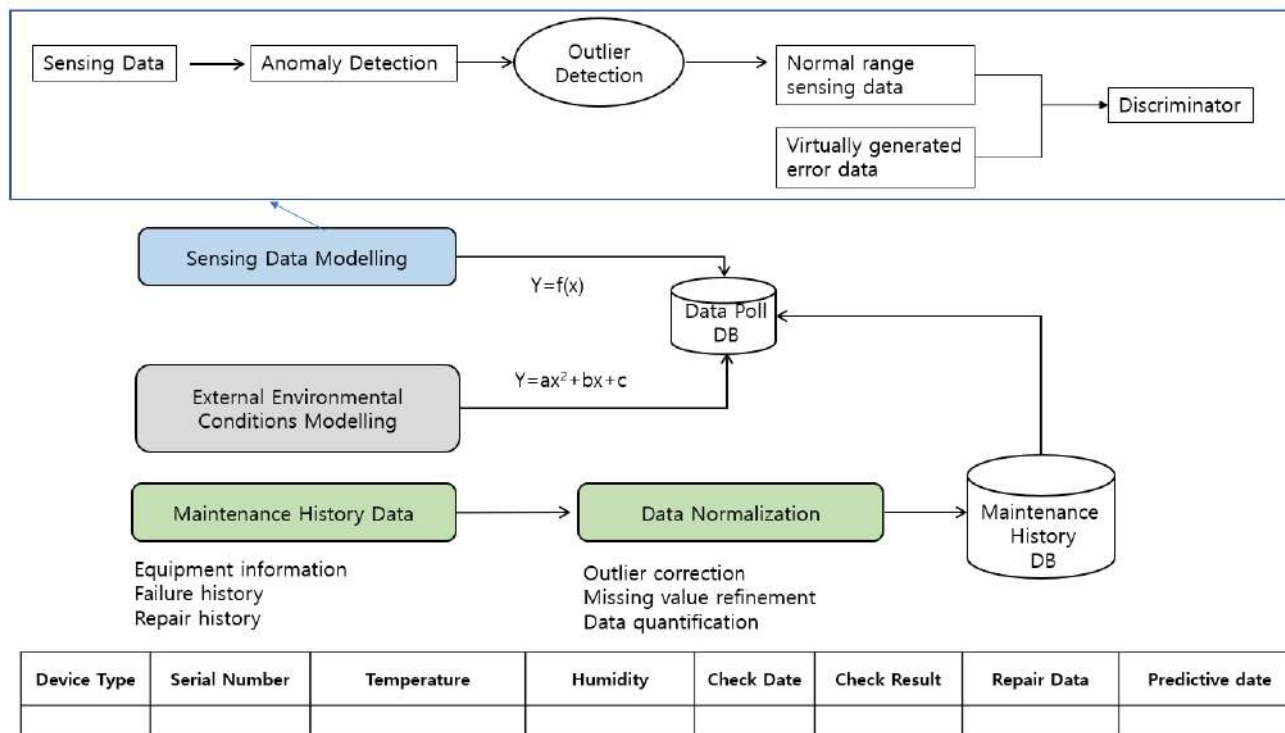 Sensing Data
Anomaly Detection
Outlier
Detection
Normal range
sensing data
Virtually generated
error data
Discriminator
Sensing Data Modelling
Y=f(x)
Data Poll
DB
External Environmental
Conditions Modelling
Y=ax²+bx+c
Maintenance History Data
Data Normalization
Maintenance
History
DB
Equipment information
Failure history
Repair history
Outlier correction
Missing value refinement
Data quantification
Device Type Serial Number Temperature Humidity Check Date Check Result Repair Data Predictive date